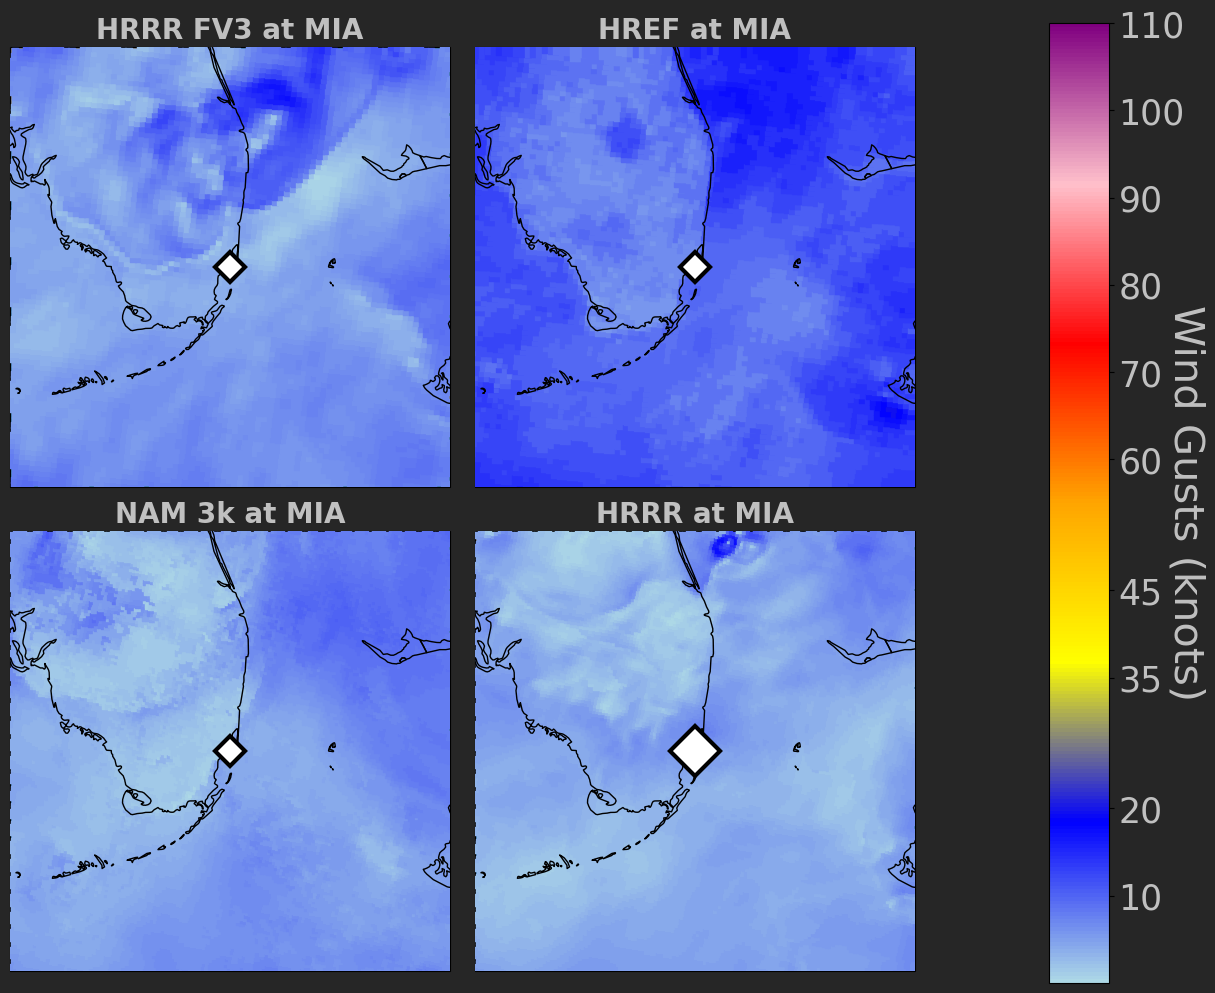 HRRR FV3 at MIA
HREF at MIA
NAM 3k at MIA
HRRR at MIA
110
100
90
80
70
60
45
35
20
10
Wind Gusts (knots)